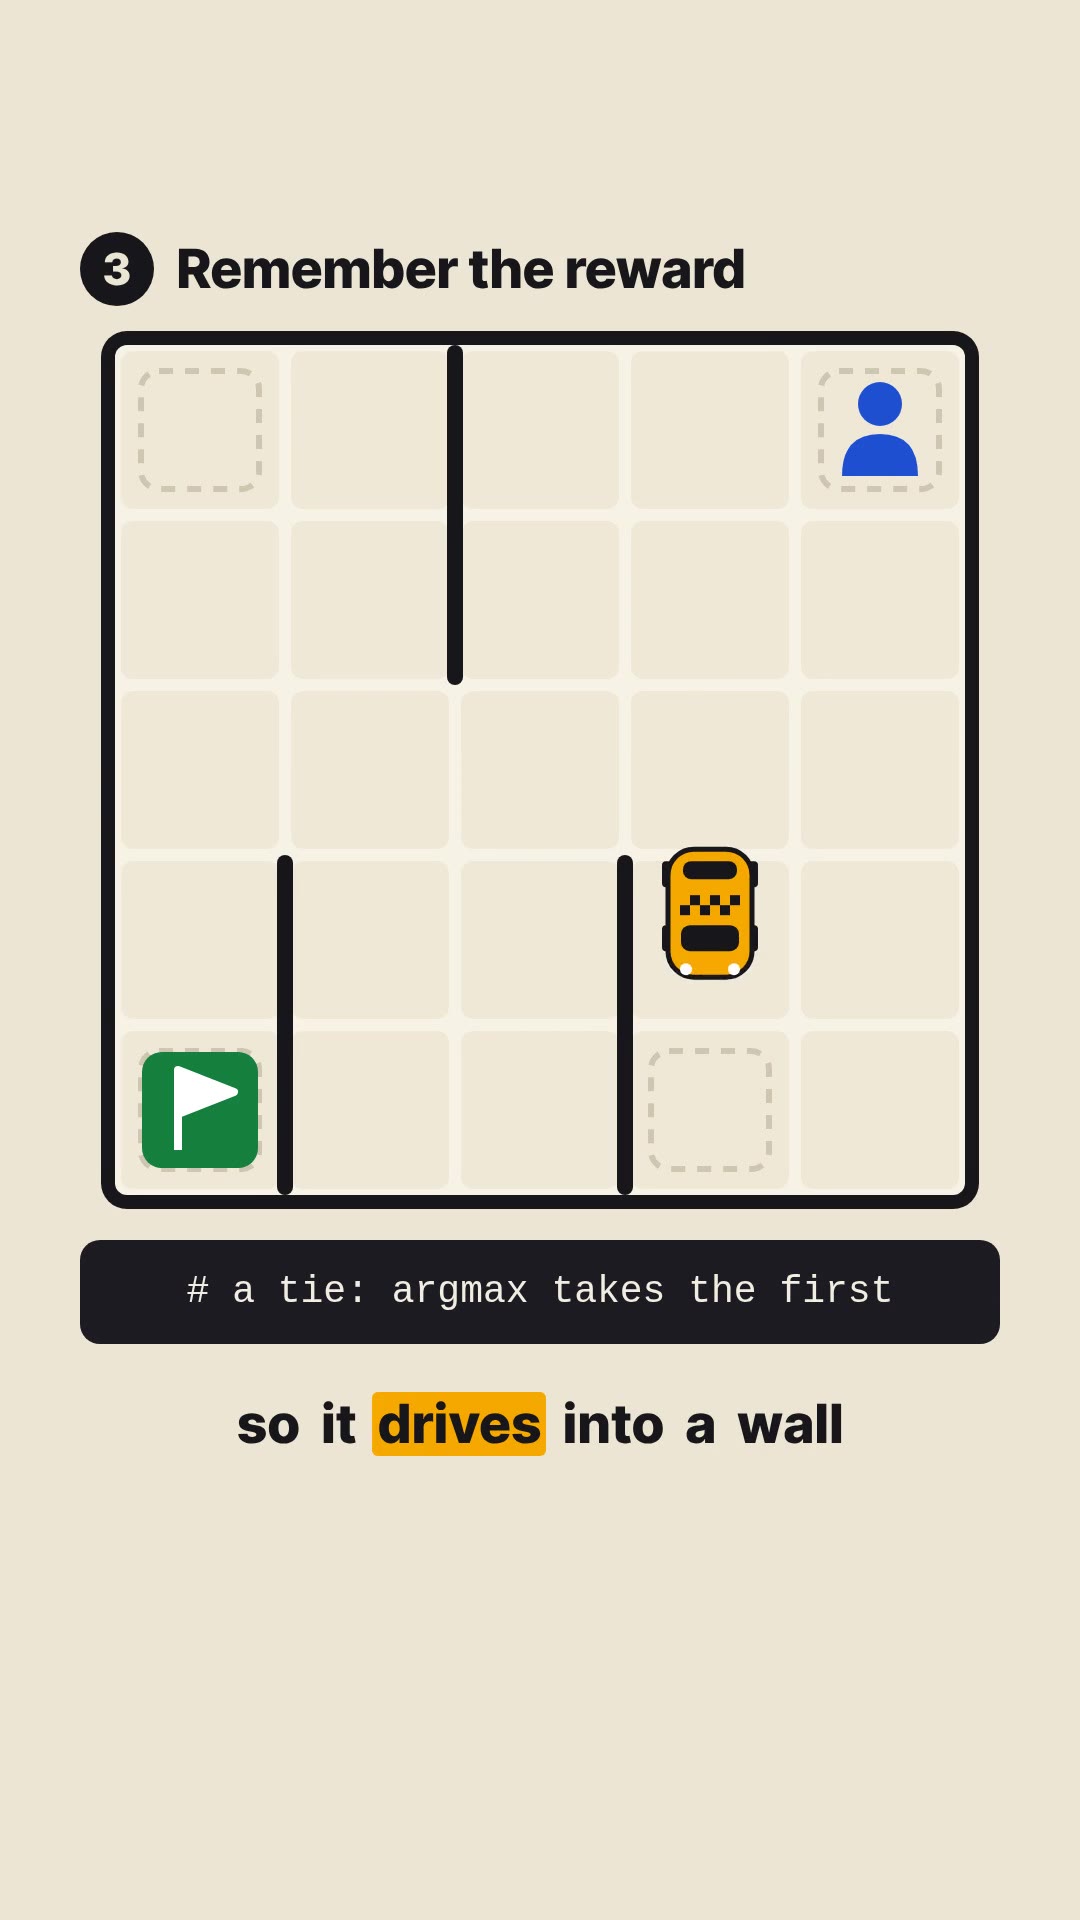 3 Remember the reward
# a tie: argmax takes the first
so it drives into a wall